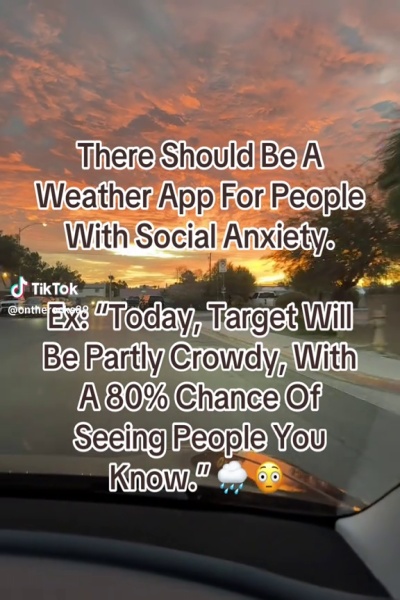 There Should Be A
Weather App For People
With Social Anxiety.
TikTok
Ex: “Today, Target Will
Be Partly Crowdy, With
A 80% Chance Of
Seeing People You
Know.” 🌧️😳